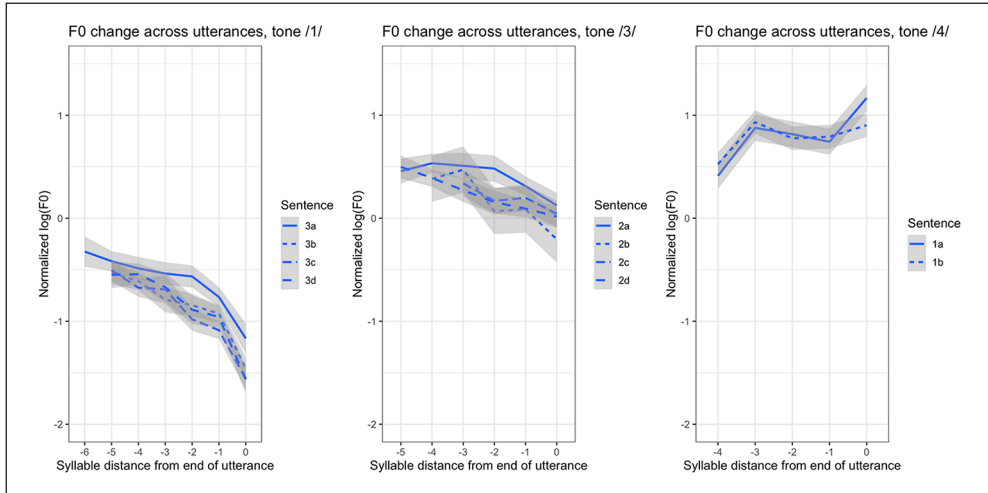 F0 change across utterances, tone /1/
Normalized log(F0)
1
0
-1
-2
-6 -5 -4 -3 -2 -1 0
Syllable distance from end of utterance
Sentence
3a
3b
3c
3d
F0 change across utterances, tone /3/
Normalized log(F0)
1
0
-1
-2
-5 -4 -3 -2 -1 0
Syllable distance from end of utterance
Sentence
2a
2b
2c
2d
F0 change across utterances, tone /4/
Normalized log(F0)
1
0
-1
-2
-4 -3 -2 -1 0
Syllable distance from end of utterance
Sentence
1a
1b